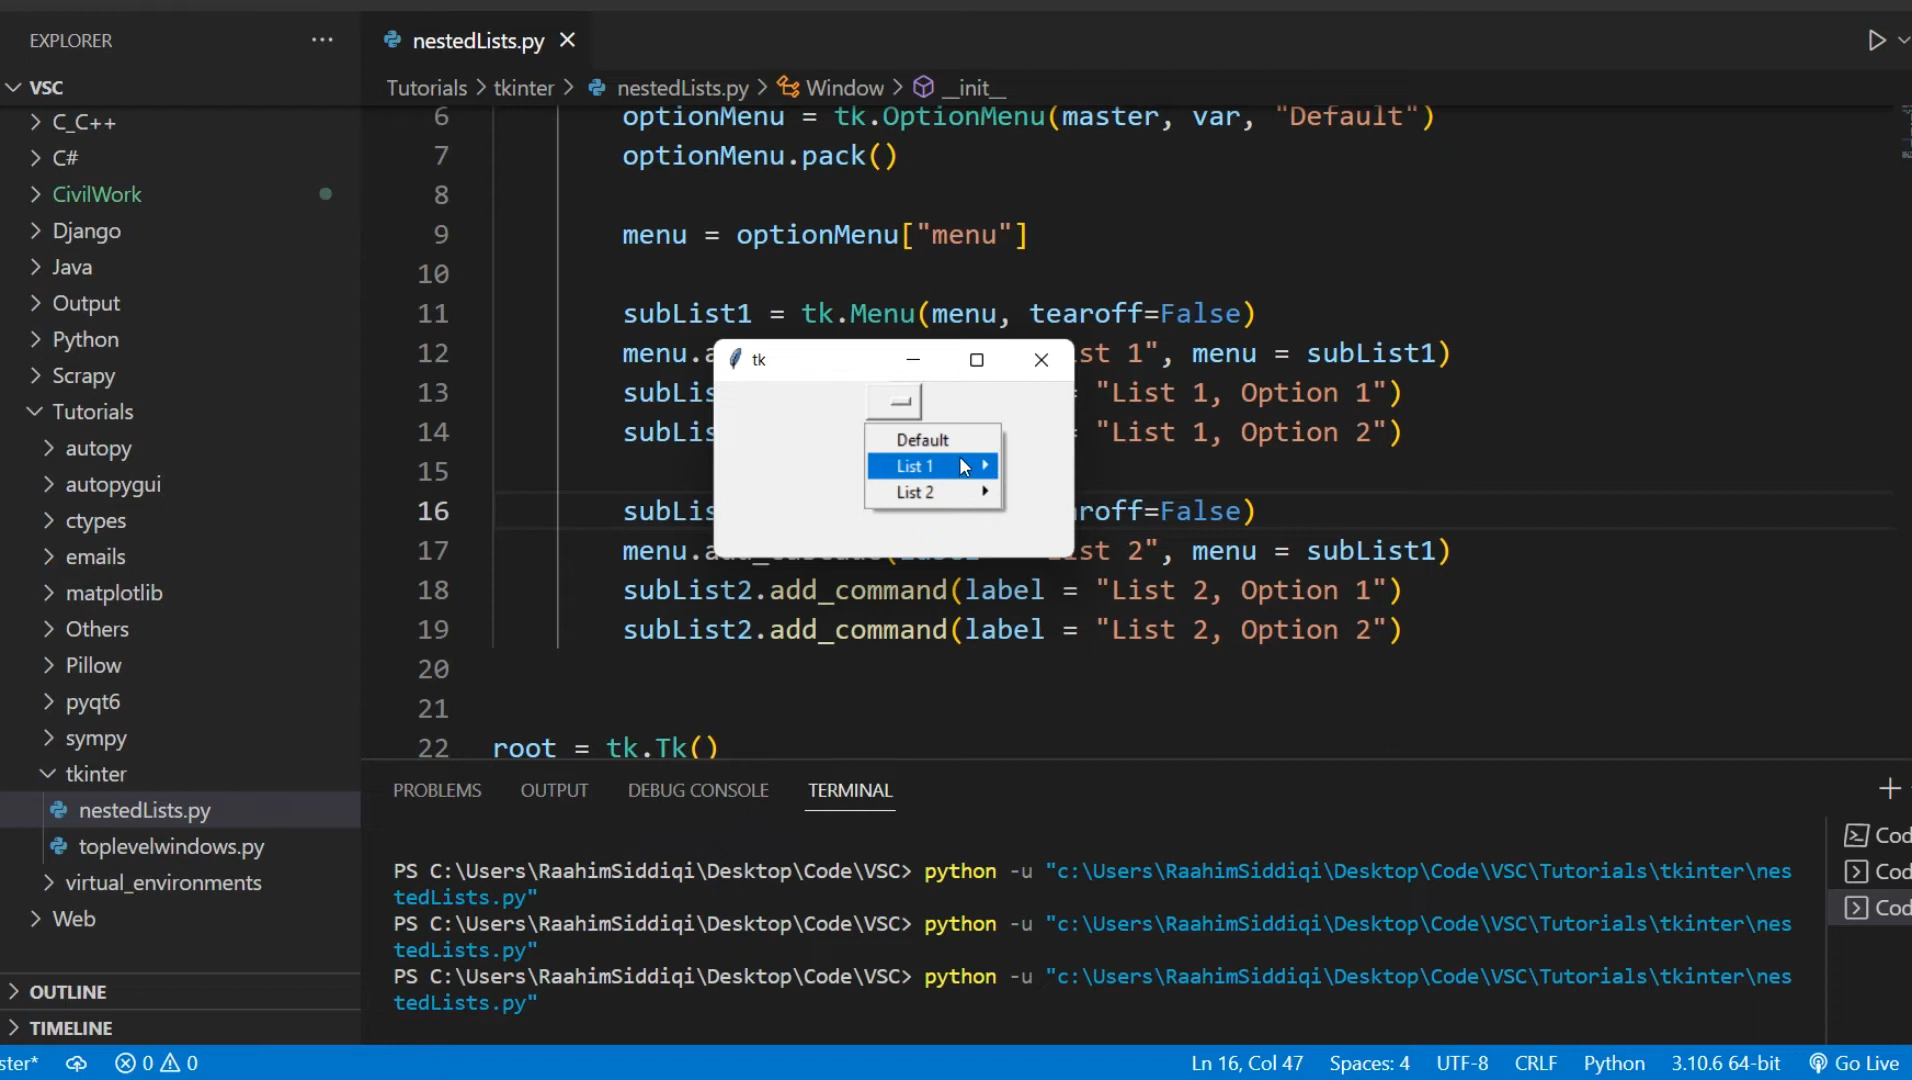 EXPLORER
nestedLists.py
VSC
Tutorials > tkinter > nestedLists.py > Window > __init__
C_C++
C#
CivilWork
Django
Java
Output
Python
Scrapy
Tutorials
autopy
autopygui
ctypes
emails
matplotlib
Others
Pillow
pyqt6
sympy
tkinter
nestedLists.py
toplevelwindows.py
virtual_environments
Web
OUTLINE
TIMELINE
6 optionMenu = tk.OptionMenu(master, var, "Default")
7 optionMenu.pack()
8
9 menu = optionMenu["menu"]
10
11 subList1 = tk.Menu(menu, tearoff=False)
12 menu.a st 1", menu = subList1)
13 subLis = "List 1, Option 1")
14 subLis = "List 1, Option 2")
15
16 subLis roff=False)
17 menu. List 2", menu = subList1)
18 subList2.add_command(label = "List 2, Option 1")
19 subList2.add_command(label = "List 2, Option 2")
20
21
22 root = tk.Tk()
tk
Default
List 1
List 2
PROBLEMS OUTPUT DEBUG CONSOLE TERMINAL
PS C:\Users\RaahimSiddiqi\Desktop\Code\VSC> python -u "c:\Users\RaahimSiddiqi\Desktop\Code\VSC\Tutorials\tkinter\nes
tedLists.py"
PS C:\Users\RaahimSiddiqi\Desktop\Code\VSC> python -u "c:\Users\RaahimSiddiqi\Desktop\Code\VSC\Tutorials\tkinter\nes
tedLists.py"
PS C:\Users\RaahimSiddiqi\Desktop\Code\VSC> python -u "c:\Users\RaahimSiddiqi\Desktop\Code\VSC\Tutorials\tkinter\nes
tedLists.py"
Cod
Cod
Cod
ster* 0 0 Ln 16, Col 47 Spaces: 4 UTF-8 CRLF Python 3.10.6 64-bit Go Live